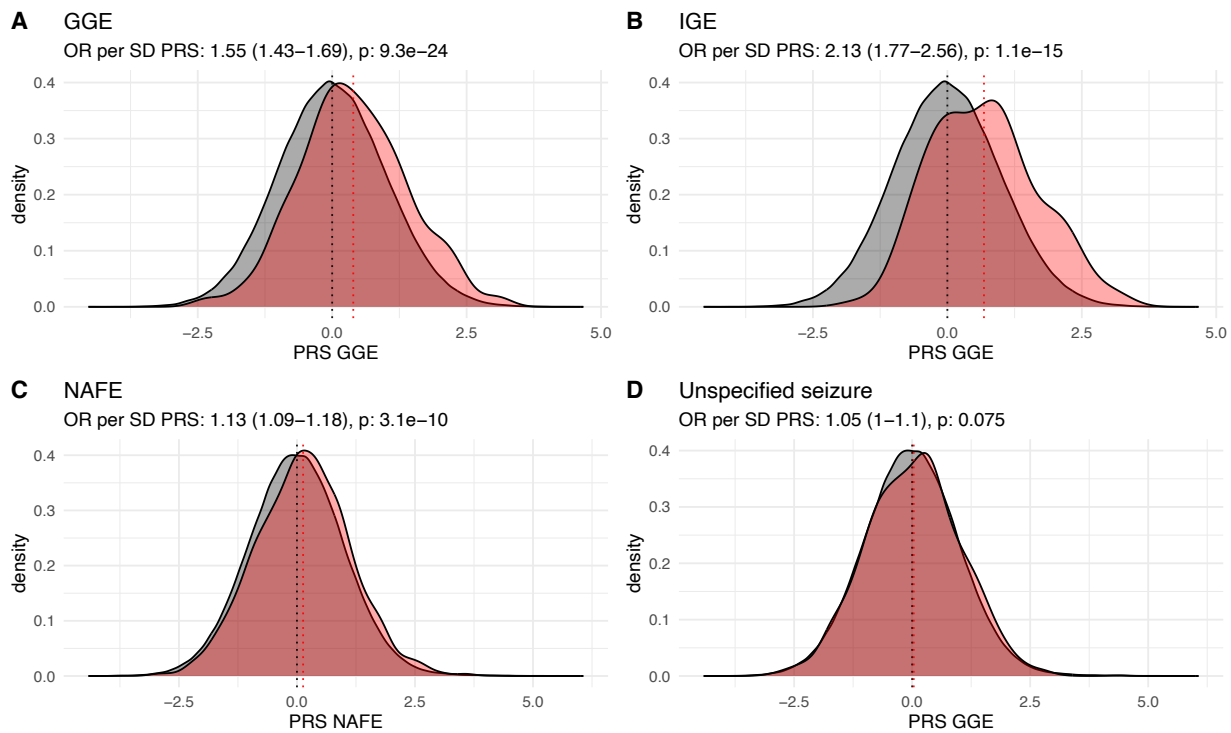 A GGE
OR per SD PRS: 1.55 (1.43−1.69), p: 9.3e−24
0.4
0.3
0.2
0.1
0.0
density
−2.5 0.0 2.5 5.0
PRS GGE
B IGE
OR per SD PRS: 2.13 (1.77−2.56), p: 1.1e−15
0.4
0.3
0.2
0.1
0.0
density
−2.5 0.0 2.5 5.0
PRS GGE
C NAFE
OR per SD PRS: 1.13 (1.09−1.18), p: 3.1e−10
0.4
0.3
0.2
0.1
0.0
density
−2.5 0.0 2.5 5.0
PRS NAFE
D Unspecified seizure
OR per SD PRS: 1.05 (1−1.1), p: 0.075
0.4
0.3
0.2
0.1
0.0
density
−2.5 0.0 2.5 5.0
PRS GGE